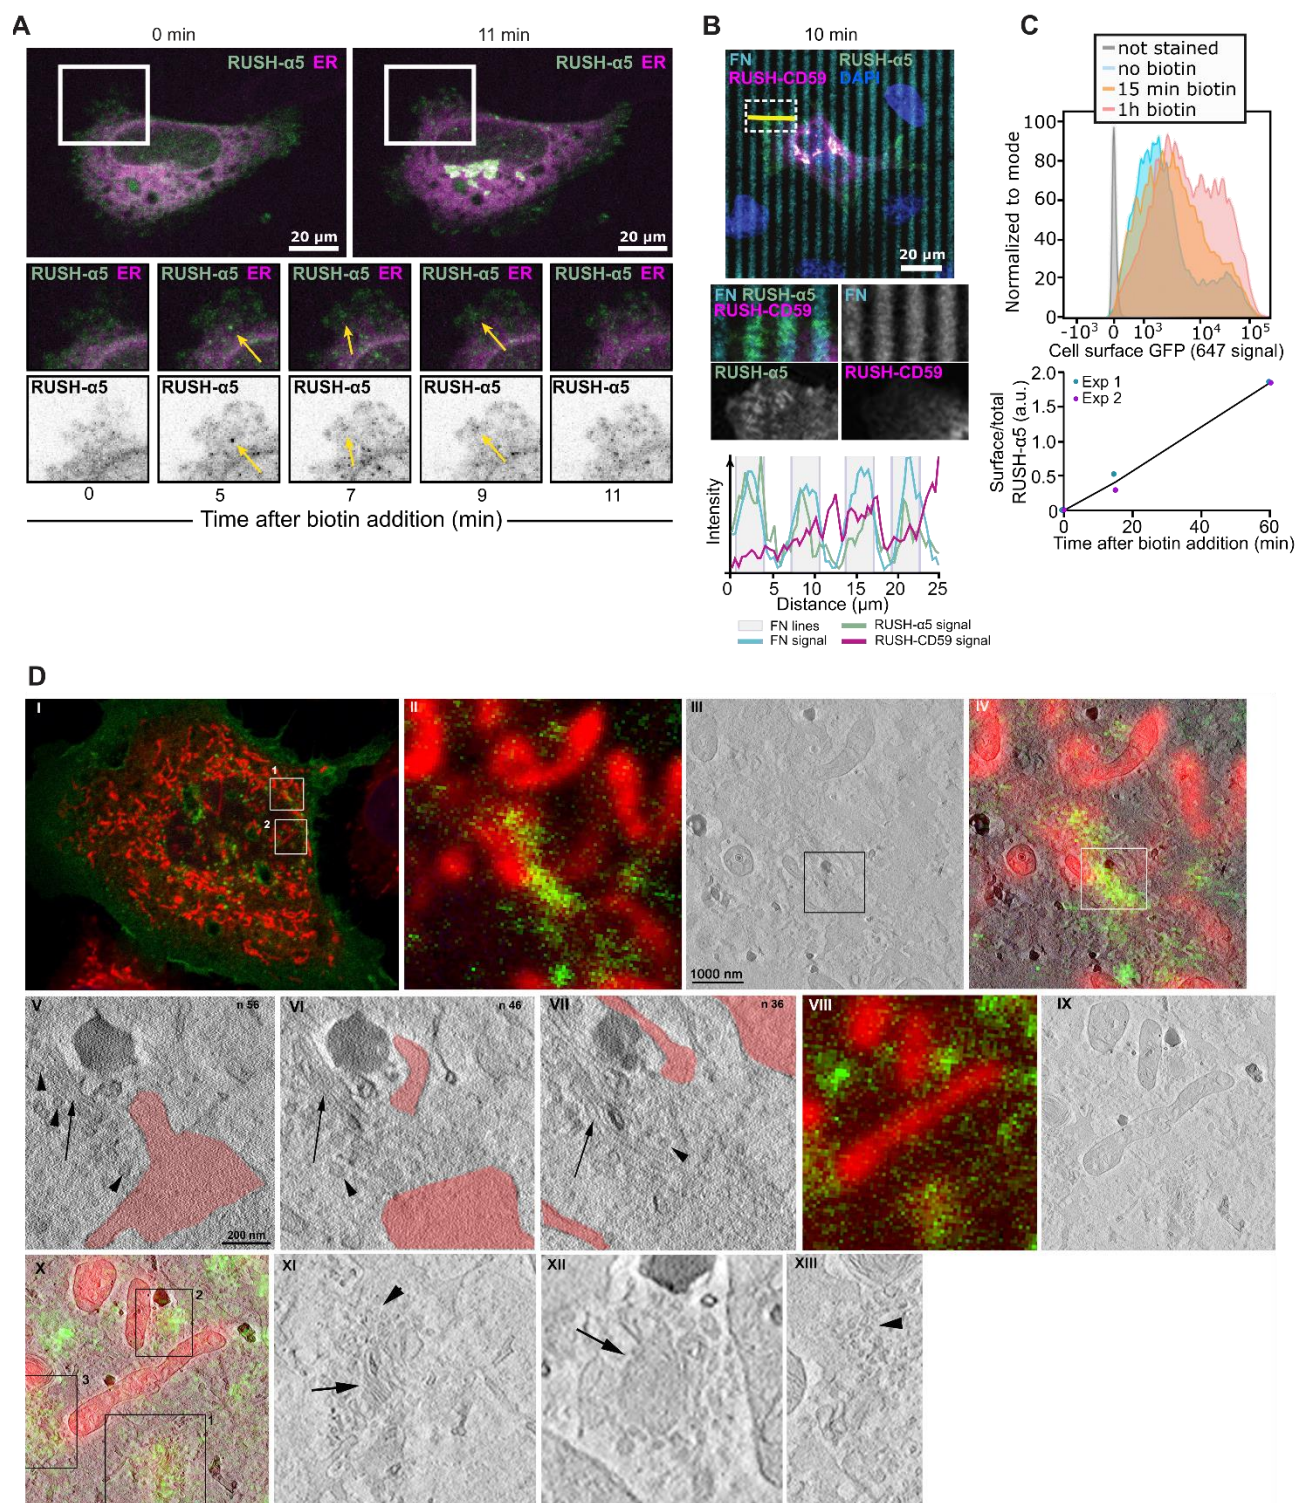 A
0 min
11 min
RUSH-α5 ER
RUSH-α5 ER
20 μm
20 μm
RUSH-α5 ER
RUSH-α5 ER
RUSH-α5 ER
RUSH-α5 ER
RUSH-α5 ER
RUSH-α5
RUSH-α5
RUSH-α5
RUSH-α5
RUSH-α5
0
5
7
9
11
Time after biotin addition (min)
B
10 min
FN
RUSH-α5
RUSH-CD59
DAPI
20 μm
FN RUSH-α5
RUSH-CD59
FN
RUSH-α5
RUSH-CD59
Intensity
0
5
10
15
20
25
Distance (μm)
FN lines
RUSH-α5 signal
FN signal
RUSH-CD59 signal
C
not stained
no biotin
15 min biotin
1h biotin
Normalized to mode
100
80
60
40
20
0
-10³
0
10³
10⁴
10⁵
Cell surface GFP (647 signal)
Surface/total
RUSH-α5 (a.u.)
2.0
1.5
1.0
0.5
0
Exp 1
Exp 2
0
20
40
60
Time after biotin addition (min)
D
I
1
2
II
III
1000 nm
IV
V
n 56
200 nm
VI
n 46
VII
n 36
VIII
IX
X
2
3
1
XI
XII
XIII